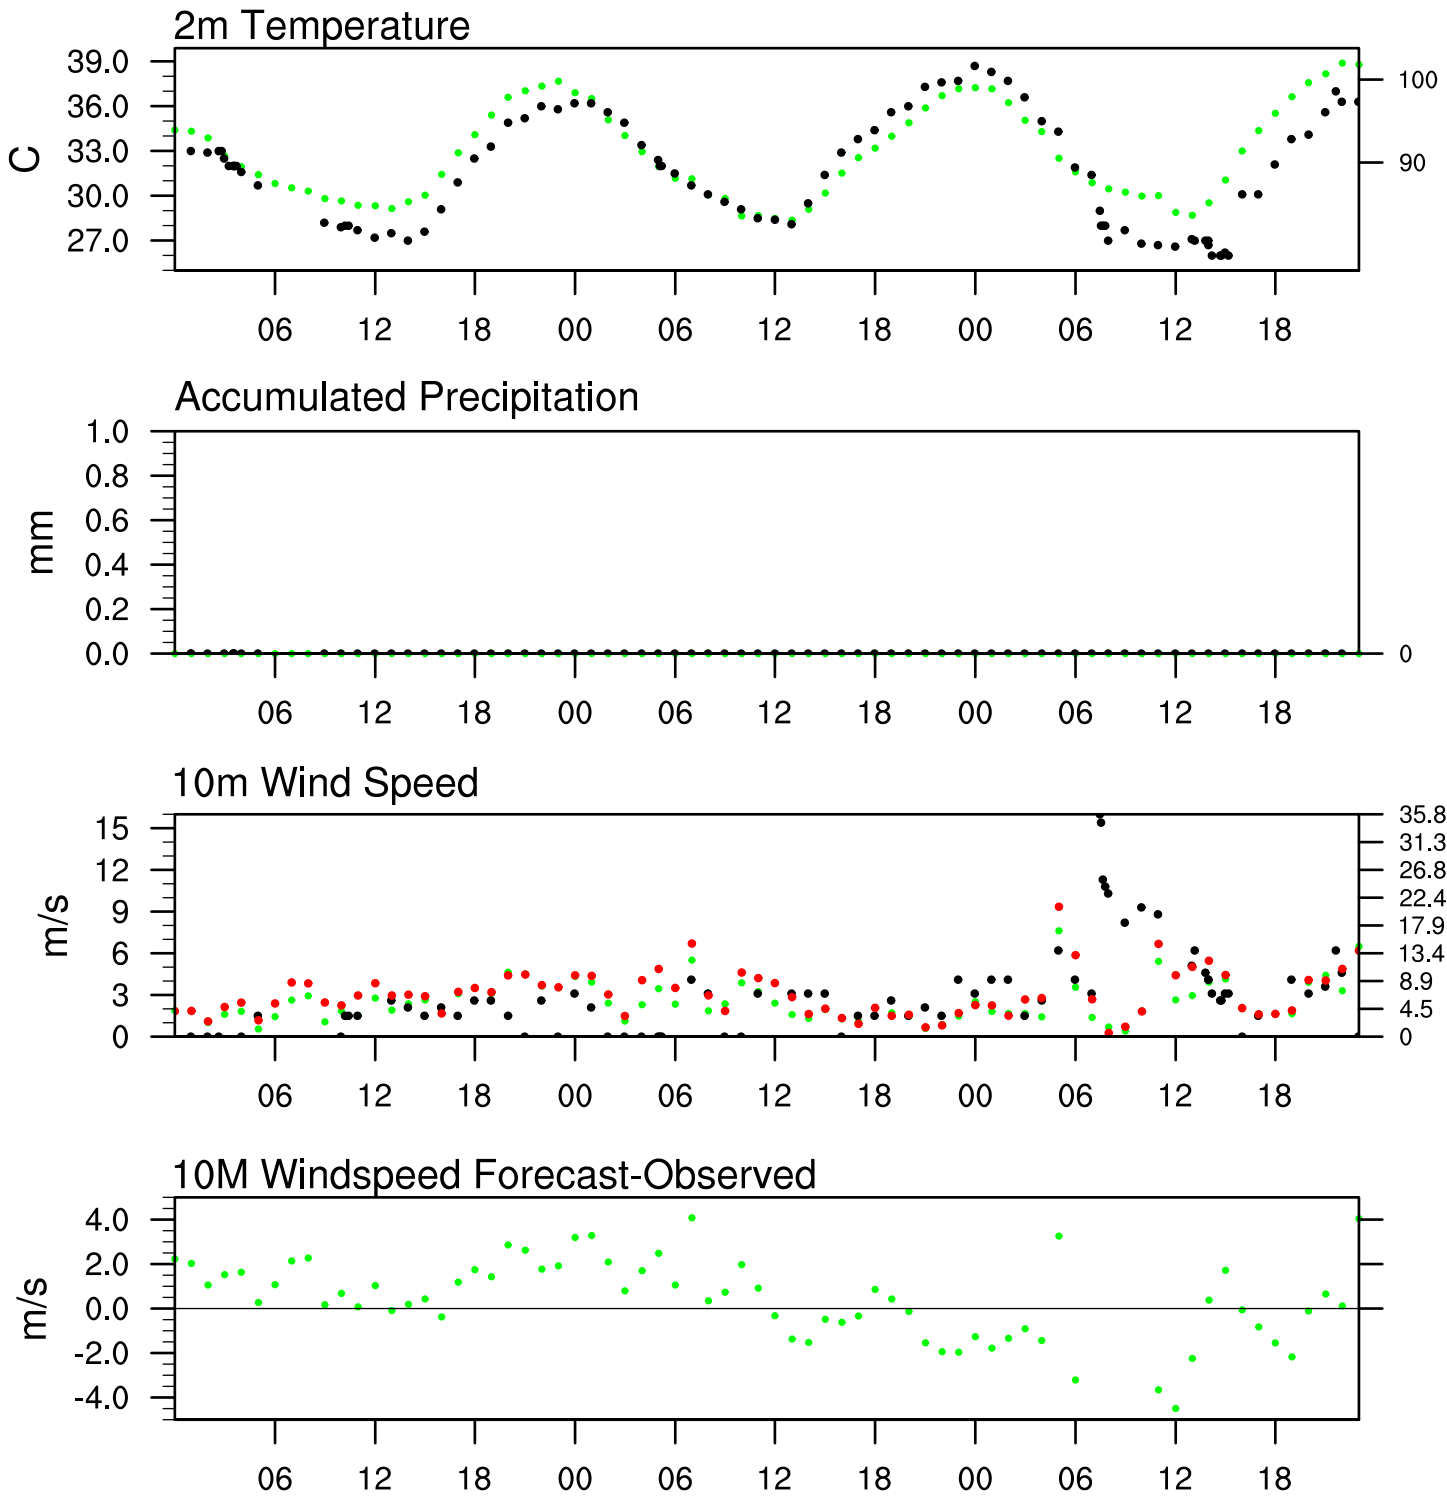 2m Temperature
39.0
36.0
33.0
30.0
27.0
C
100
90
06 12 18 00 06 12 18 00 06 12 18
Accumulated Precipitation
1.0
0.8
0.6
0.4
0.2
0.0
mm
0
06 12 18 00 06 12 18 00 06 12 18
10m Wind Speed
15
12
9
6
3
0
m/s
35.8
31.3
26.8
22.4
17.9
13.4
8.9
4.5
0
06 12 18 00 06 12 18 00 06 12 18
10M Windspeed Forecast-Observed
4.0
2.0
0.0
-2.0
-4.0
m/s
06 12 18 00 06 12 18 00 06 12 18